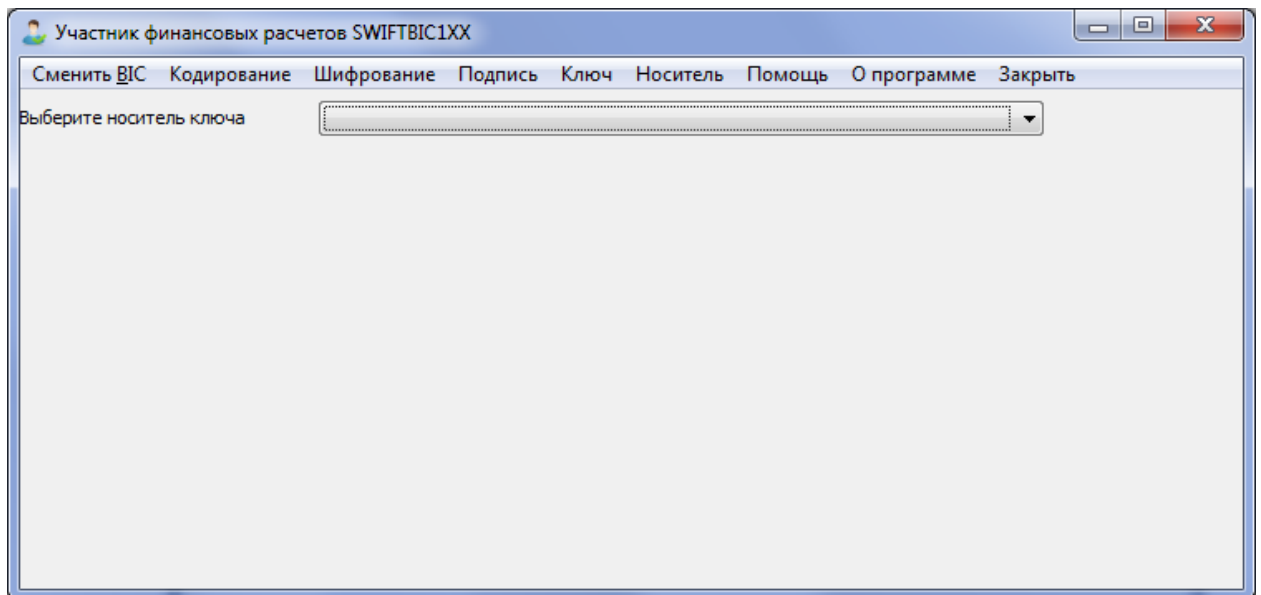 Участник финансовых расчетов SWIFTBIC1XX
Сменить BIC Кодирование Шифрование Подпись Ключ Носитель Помощь О программе Закрыть
Выберите носитель ключа